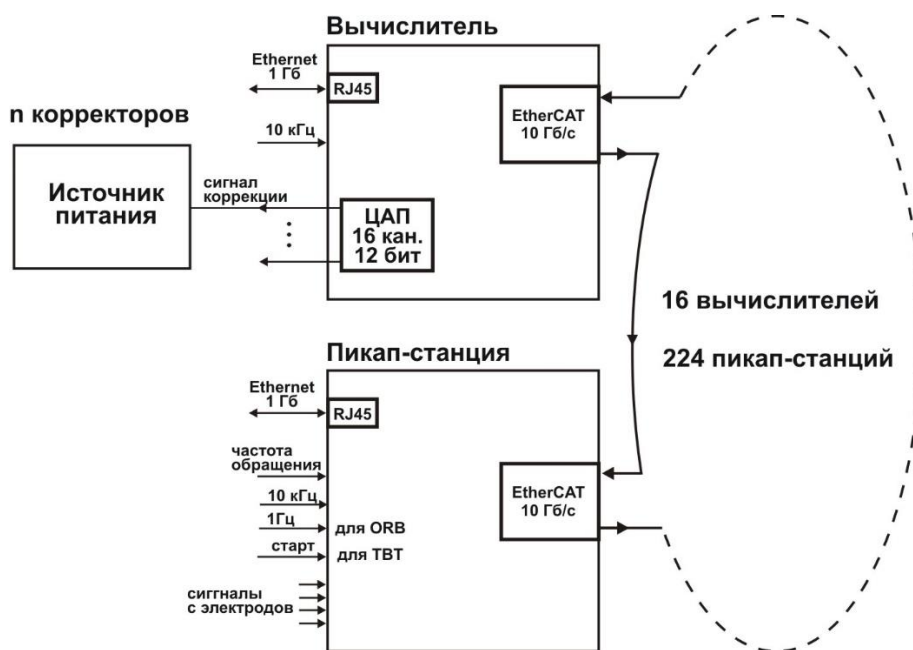 Вычислитель
Ethernet
1 Гб
RJ45
EtherCAT
10 Гб/с
10 кГц
n корректоров
Источник
питания
сигнал
коррекции
ЦАП
16 кан.
12 бит
16 вычислителей
224 пикап-станций
Пикап-станция
Ethernet
1 Гб
RJ45
частота
обращения
10 кГц
1Гц
для ORB
старт
для TBT
EtherCAT
10 Гб/с
сиггналы
с электродов